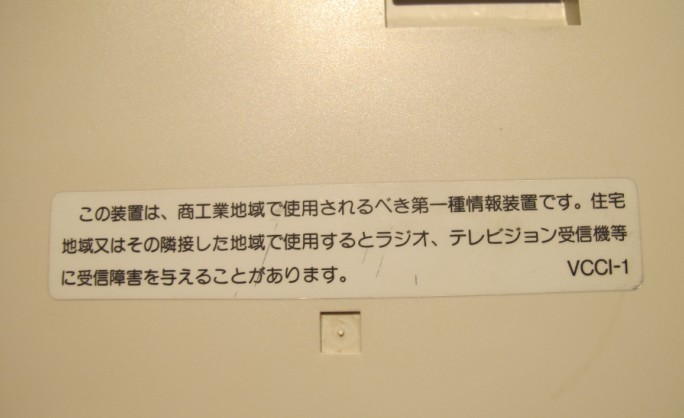 この装置は、商工業地域で使用されるべき第一種情報装置です。住宅
地域又はその隣接した地域で使用するとラジオ、テレビジョン受信機等
に受信障害を与えることがあります。 VCCI-1